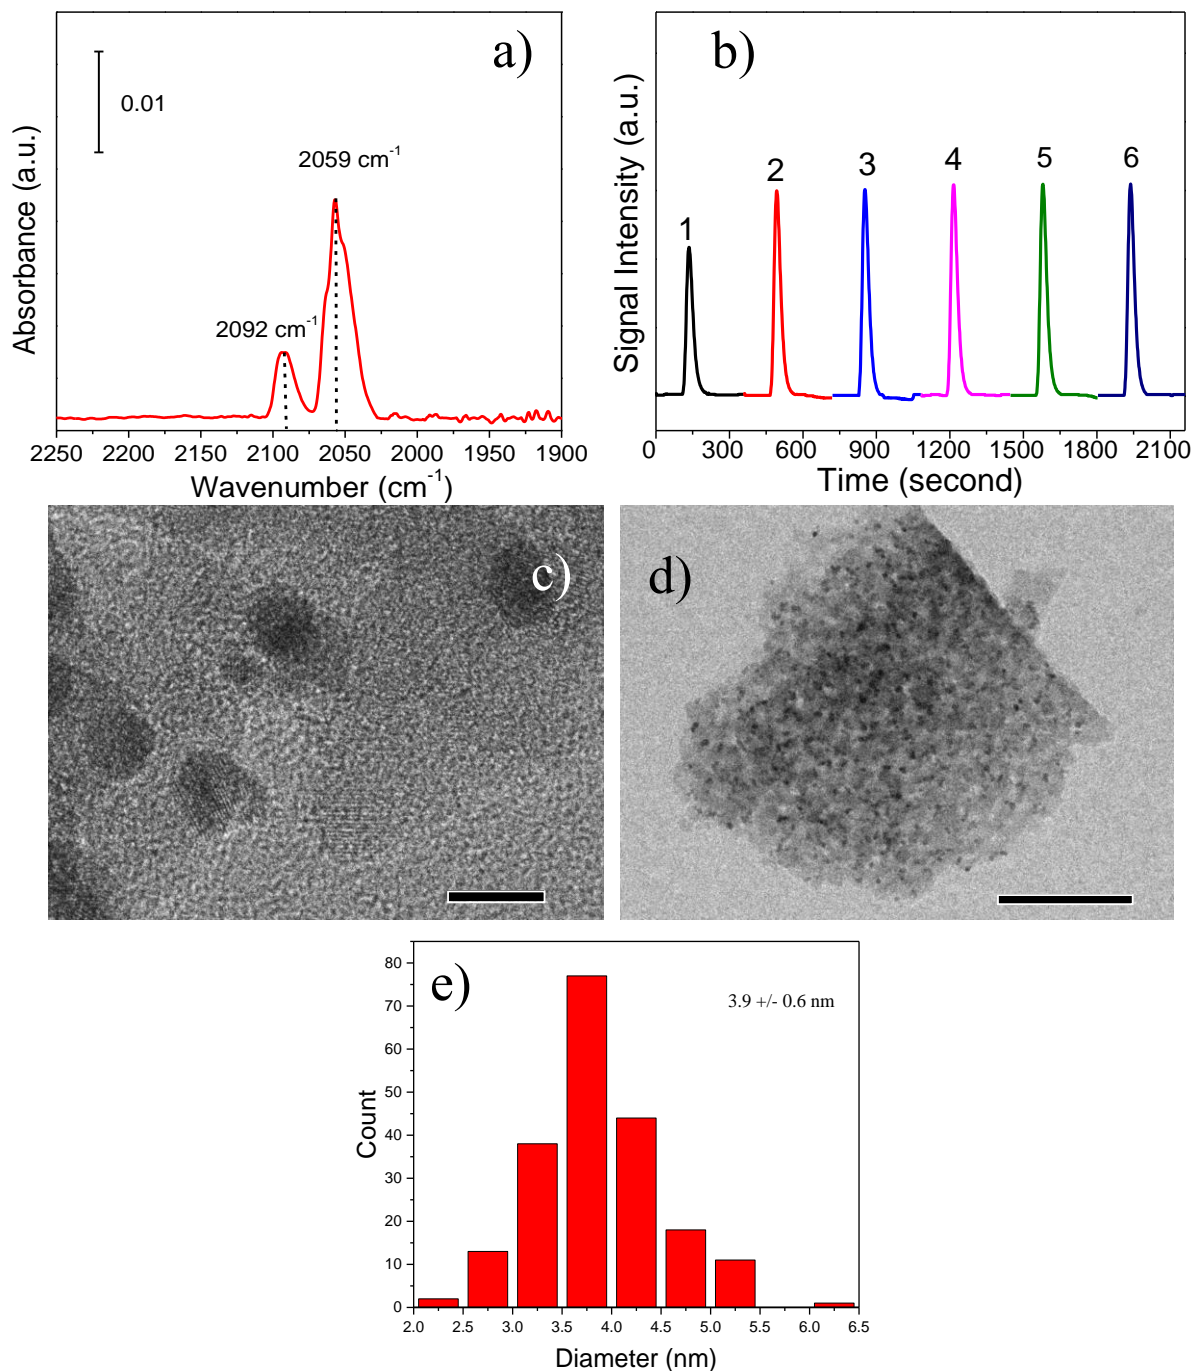 a)
0.01
2059 cm⁻¹
2092 cm⁻¹
Absorbance (a.u.)
2250 2200 2150 2100 2050 2000 1950 1900
Wavenumber (cm⁻¹)
b)
1 2 3 4 5 6
Signal Intensity (a.u.)
0 300 600 900 1200 1500 1800 2100
Time (second)
c)
d)
e)
3.9 +/- 0.6 nm
Count
80
70
60
50
40
30
20
10
0
2.0 2.5 3.0 3.5 4.0 4.5 5.0 5.5 6.0 6.5
Diameter (nm)